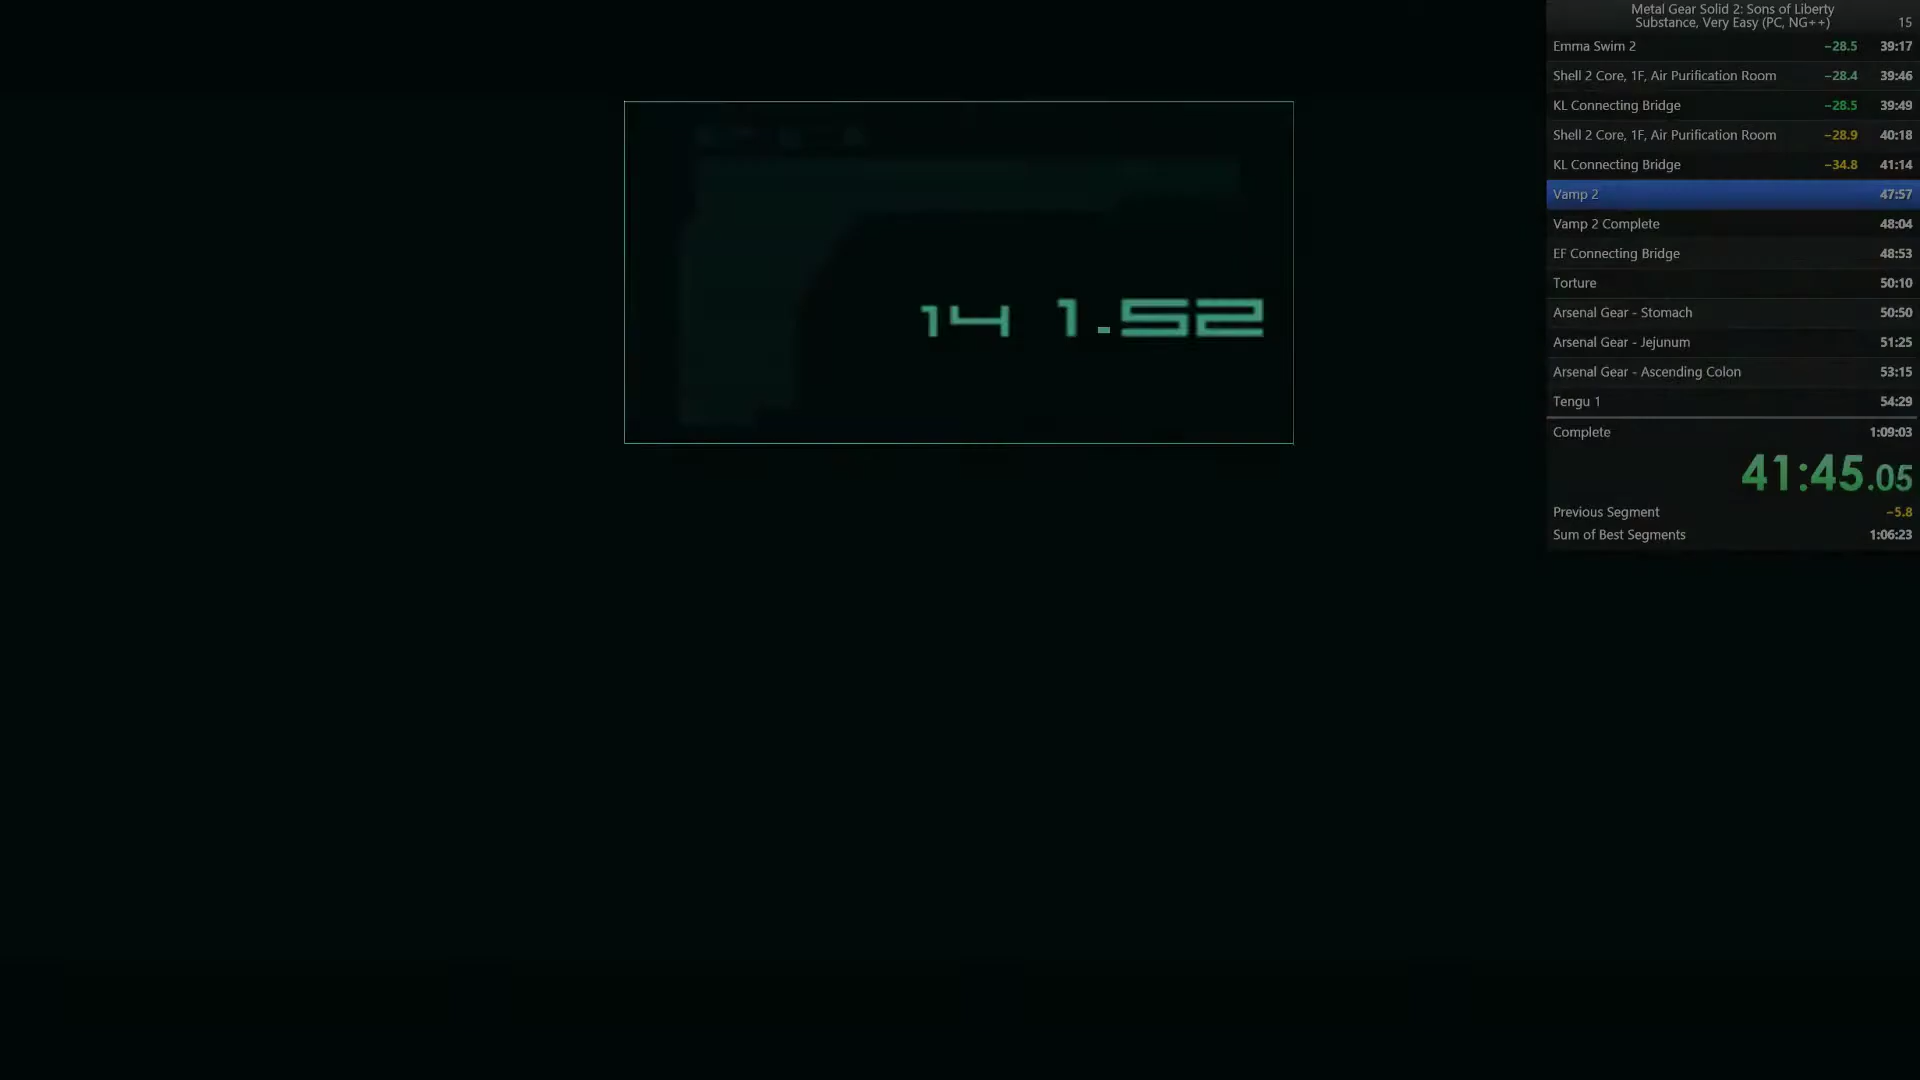 Metal Gear Solid 2: Sons of Liberty
Substance, Very Easy (PC, NG++) 15
Emma Swim 2 −28.5 39:17
Shell 2 Core, 1F, Air Purification Room −28.4 39:46
KL Connecting Bridge −28.5 39:49
Shell 2 Core, 1F, Air Purification Room −28.9 40:18
KL Connecting Bridge −34.8 41:14
Vamp 2 47:57
Vamp 2 Complete 48:04
EF Connecting Bridge 48:53
Torture 50:10
Arsenal Gear - Stomach 50:50
Arsenal Gear - Jejunum 51:25
Arsenal Gear - Ascending Colon 53:15
Tengu 1 54:29
Complete 1:09:03
41:45.05
Previous Segment −5.8
Sum of Best Segments 1:06:23
14 1.52